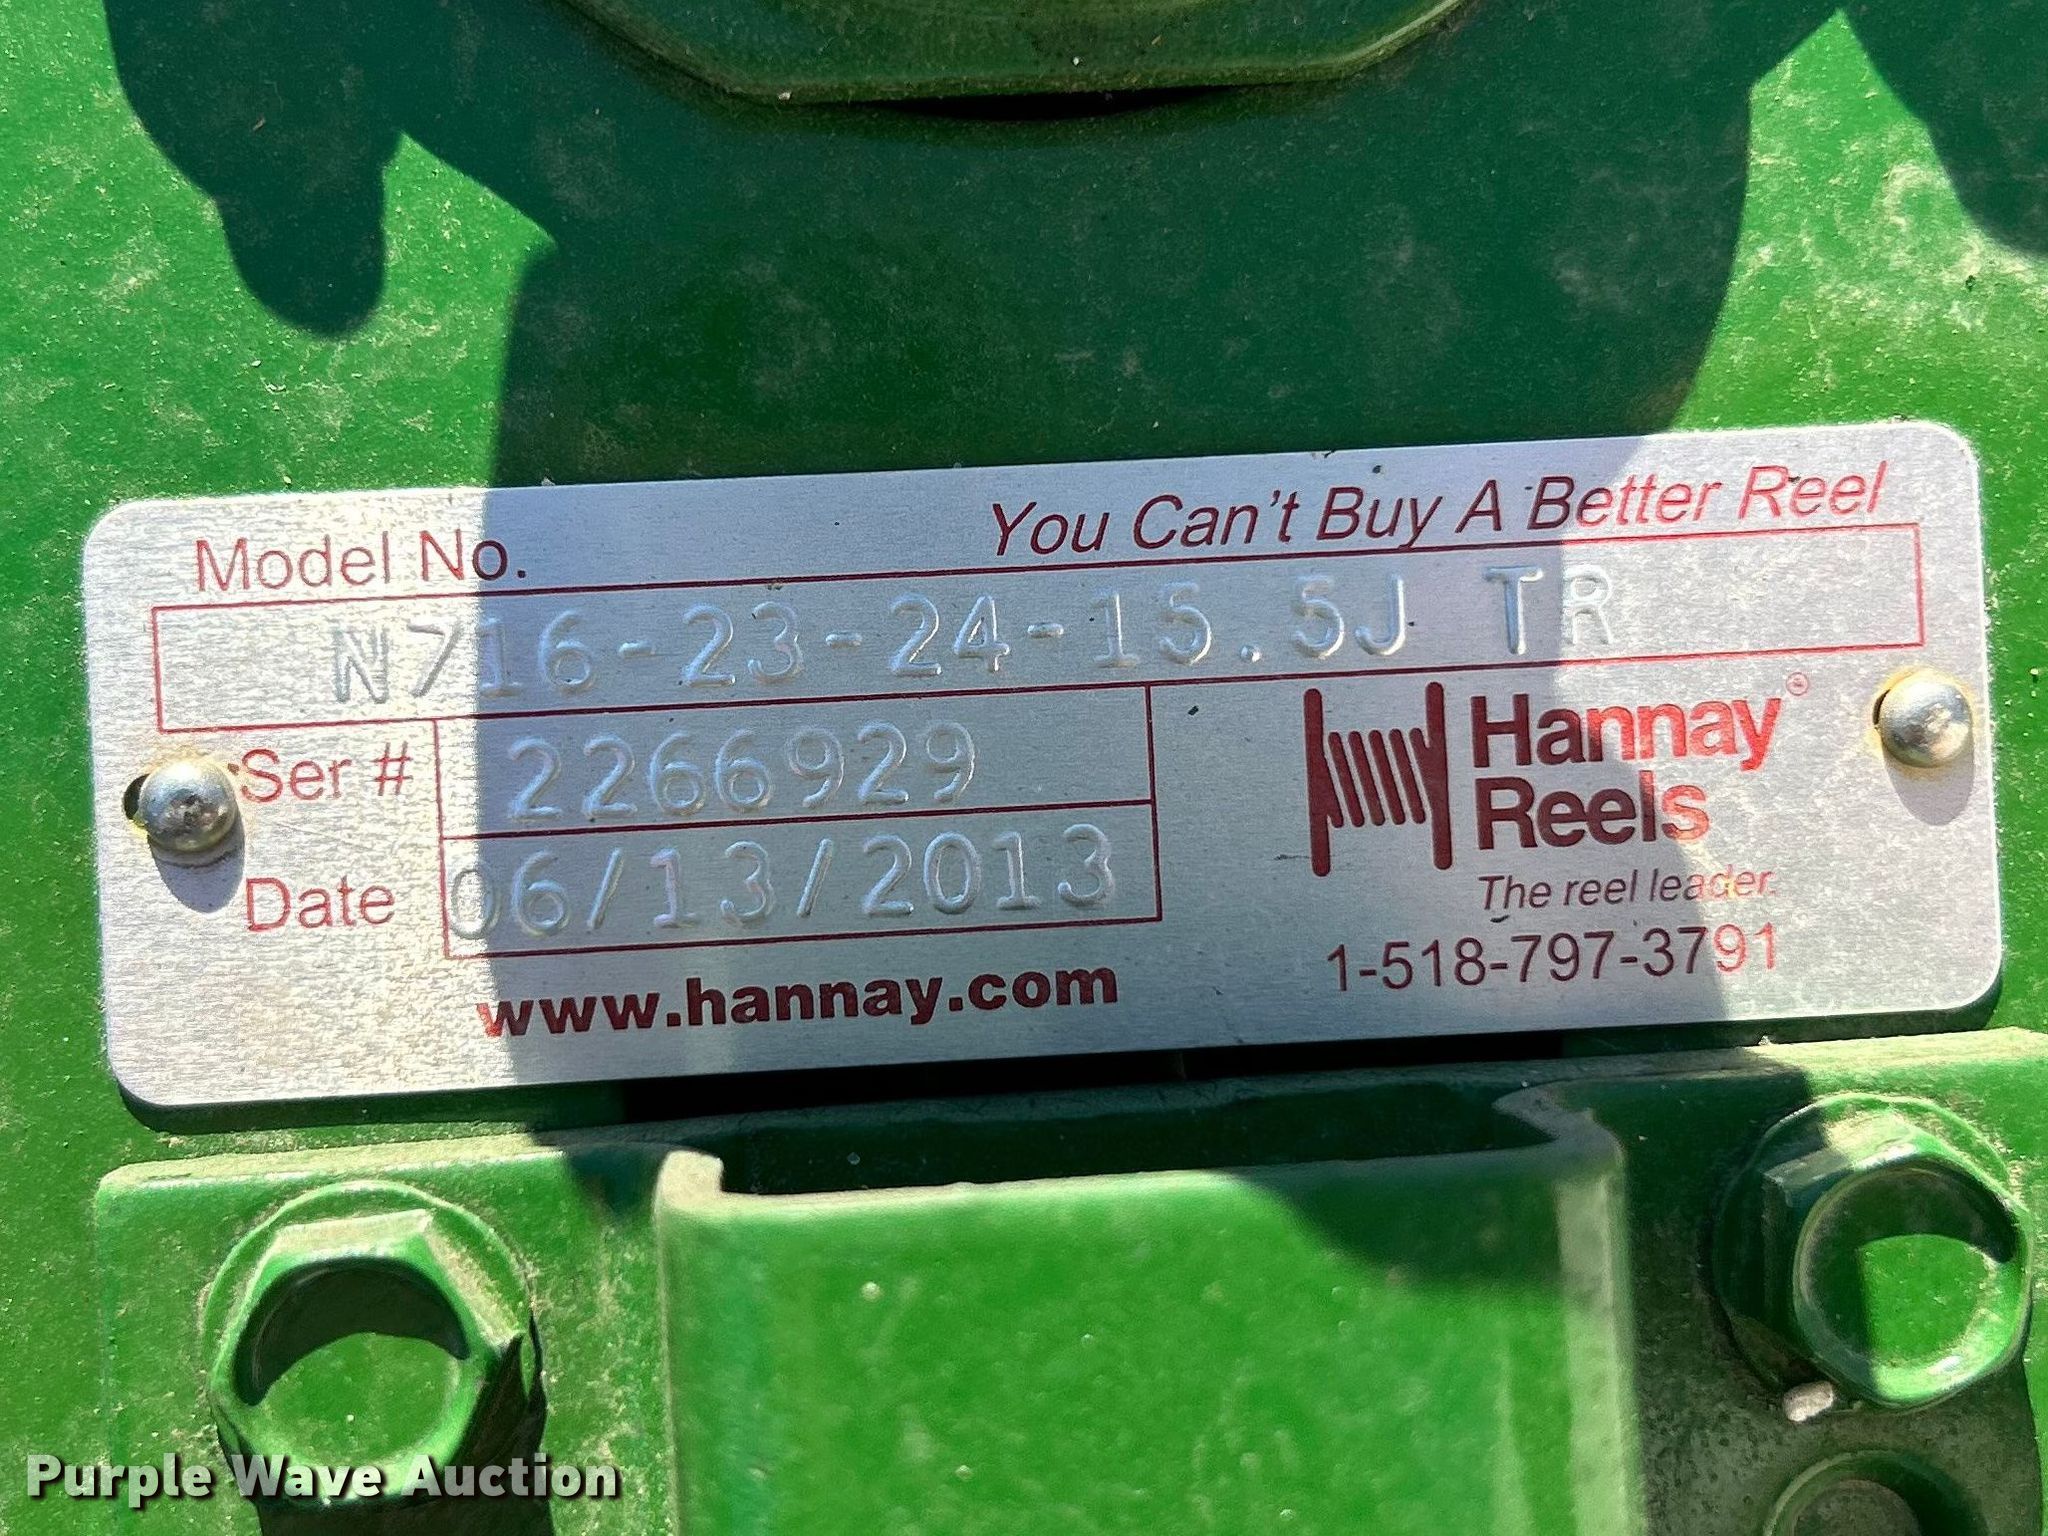 Model No. You Can't Buy A Better Reel
N716-23-24-15.5J TR
Ser # 2266929
Hannay®
Reels
Date 06/13/2013
The reel leader.
www.hannay.com 1-518-797-3791
Purple Wave Auction